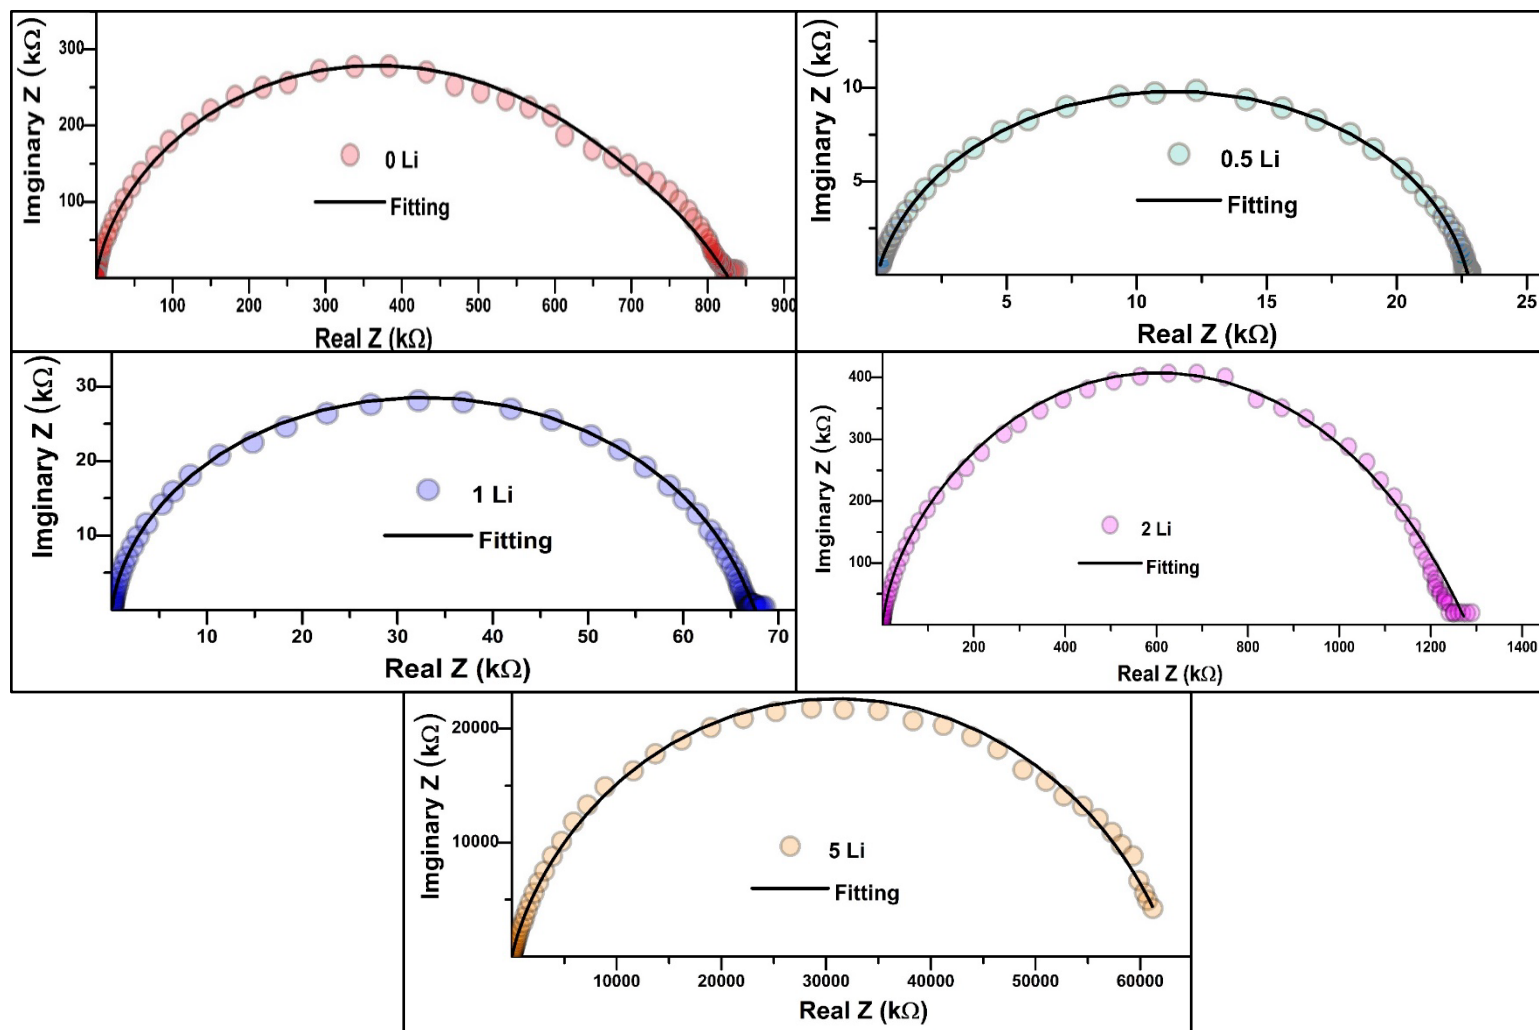 Imginary Z (kΩ)
300
200
100
0 Li
Fitting
100 200 300 400 500 600 700 800 900
Real Z (kΩ)
Imginary Z (kΩ)
10
5
0.5 Li
Fitting
5 10 15 20 25
Real Z (kΩ)
Imginary Z (kΩ)
30
20
10
1 Li
Fitting
10 20 30 40 50 60 70
Real Z (kΩ)
Imginary Z (kΩ)
400
300
200
100
2 Li
Fitting
200 400 600 800 1000 1200 1400
Real Z (kΩ)
Imginary Z (kΩ)
20000
10000
5 Li
Fitting
10000 20000 30000 40000 50000 60000
Real Z (kΩ)